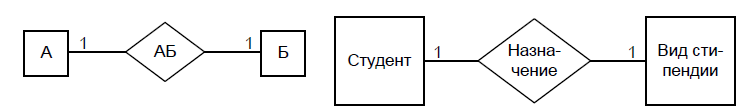 А 1 АБ 1 Б
Студент 1 Назна-
чение 1 Вид сти-
пендии